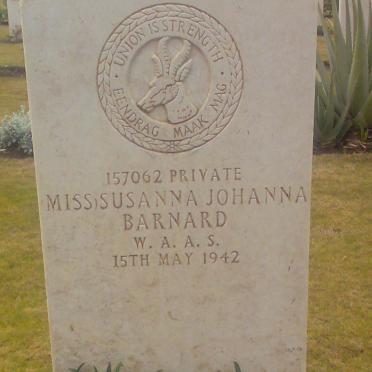 UNION IS STRENGTH
EENDRAG MAAK MAG
157062 PRIVATE
MISS) SUSANNA JOHANNA
BARNARD
W. A. A. S.
15TH MAY 1942